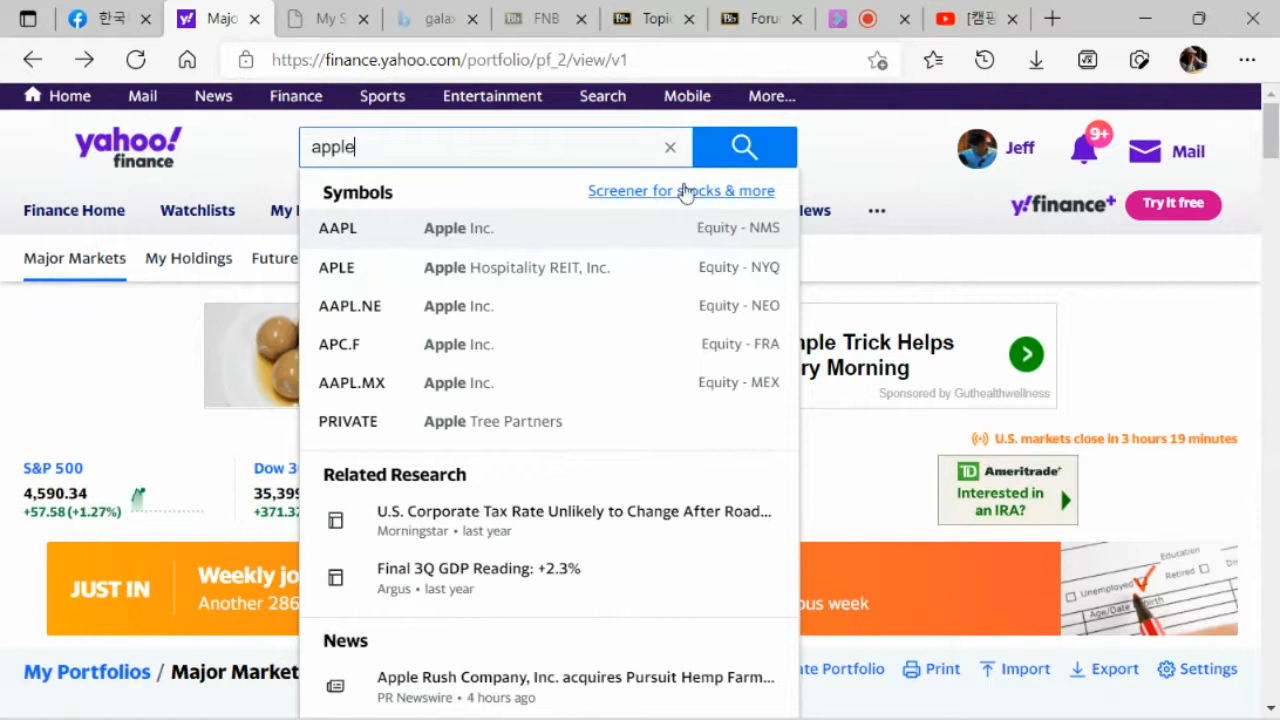 한국
Majo
My S
gala
FNB
Topic
Foru
[캠핑
https://finance.yahoo.com/portfolio/pf_2/view/v1
Home Mail News Finance Sports Entertainment Search Mobile More...
yahoo!
finance
apple
Jeff
9+
Mail
Symbols
Screener for stocks & more
Finance Home Watchlists My
ews
...
y!finance+
Try it free
AAPL Apple Inc. Equity - NMS
Major Markets My Holdings Future
APLE Apple Hospitality REIT, Inc. Equity - NYQ
AAPL.NE Apple Inc. Equity - NEO
APC.F Apple Inc. Equity - FRA
AAPL.MX Apple Inc. Equity - MEX
PRIVATE Apple Tree Partners
ple Trick Helps
ry Morning
Sponsored by Guthealthwellness
U.S. markets close in 3 hours 19 minutes
S&P 500
4,590.34
+57.58 (+1.27%)
Dow 3
35,399
+371.3
Related Research
U.S. Corporate Tax Rate Unlikely to Change After Road...
Morningstar • last year
Final 3Q GDP Reading: +2.3%
Argus • last year
TD Ameritrade
Interested in
an IRA?
JUST IN
Weekly jo
Another 286
ous week
Education
Unemployed
Retired
Age/Date
birth
News
Apple Rush Company, Inc. acquires Pursuit Hemp Farm...
PR Newswire • 4 hours ago
My Portfolios / Major Market
te Portfolio
Print
Import
Export
Settings